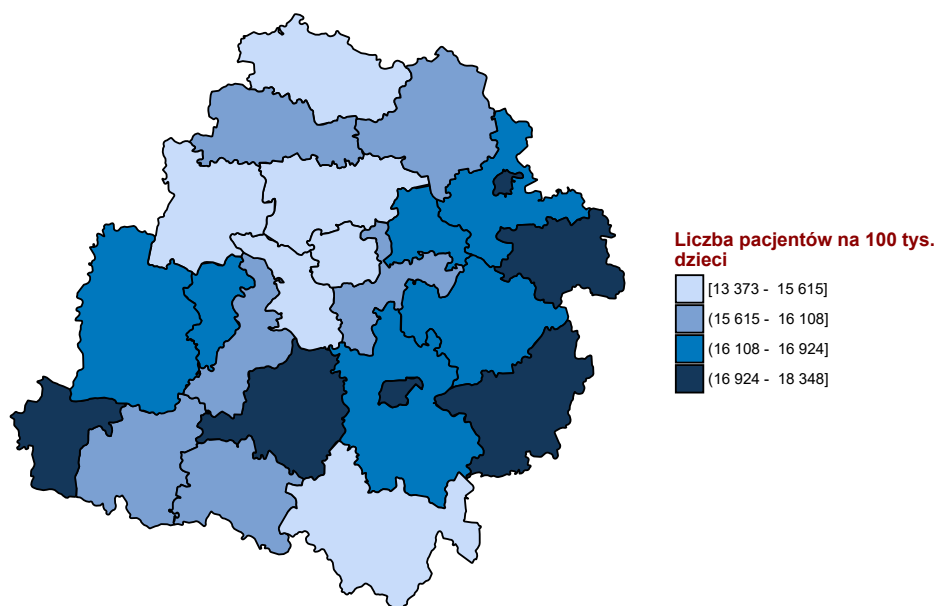 Liczba pacjentów na 100 tys.
dzieci
[13 373 - 15 615]
(15 615 - 16 108]
(16 108 - 16 924]
(16 924 - 18 348]